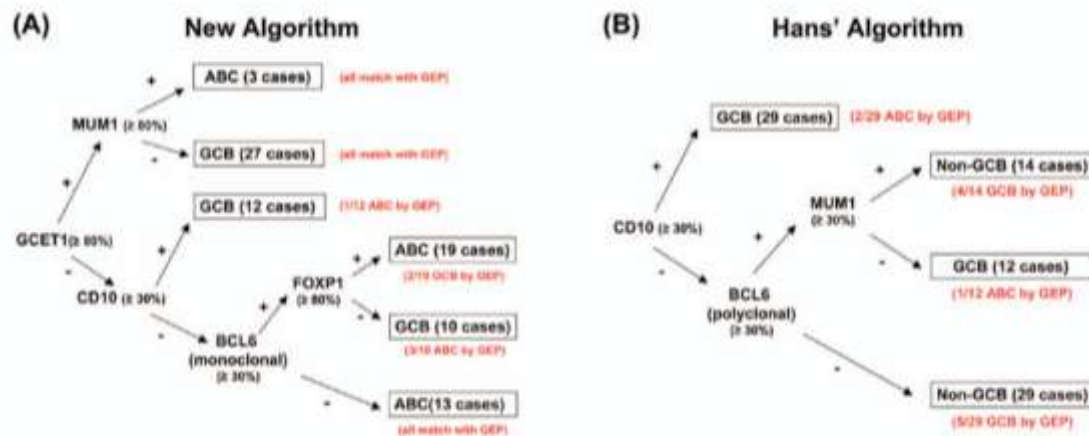 (A)
New Algorithm
ABC (3 cases)
(all match with GEP)
+
MUM1 (≥ 80%)
-
GCB (27 cases)
(all match with GEP)
+
GCB (12 cases)
(1/12 ABC by GEP)
GCET1(≥ 80%)
+
-
CD10 (≥ 30%)
ABC (19 cases)
(2/19 GCB by GEP)
+
FOXP1
(≥ 80%)
+
-
GCB (10 cases)
(3/10 ABC by GEP)
-
BCL6
(monoclonal)
(≥ 30%)
-
ABC(13 cases)
(all match with GEP)
(B)
Hans' Algorithm
GCB (29 cases)
(2/29 ABC by GEP)
+
Non-GCB (14 cases)
(4/14 GCB by GEP)
+
MUM1
(≥ 30%)
CD10 (≥ 30%)
+
-
-
GCB (12 cases)
(1/12 ABC by GEP)
BCL6
(polyclonal)
(≥ 30%)
-
Non-GCB (29 cases)
(5/29 GCB by GEP)